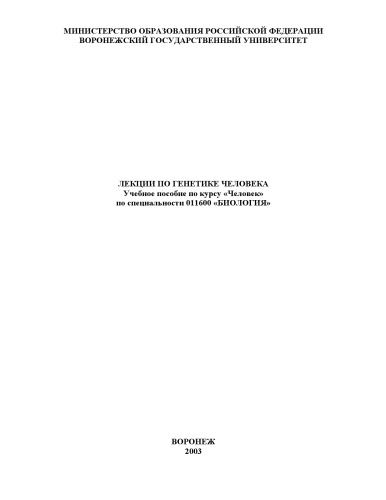 МИНИСТЕРСТВО ОБРАЗОВАНИЯ РОССИЙСКОЙ ФЕДЕРАЦИИ
ВОРОНЕЖСКИЙ ГОСУДАРСТВЕННЫЙ УНИВЕРСИТЕТ
ЛЕКЦИИ ПО ГЕНЕТИКЕ ЧЕЛОВЕКА
Учебное пособие по курсу «Человек»
по специальности 011600 «БИОЛОГИЯ»
ВОРОНЕЖ
2003